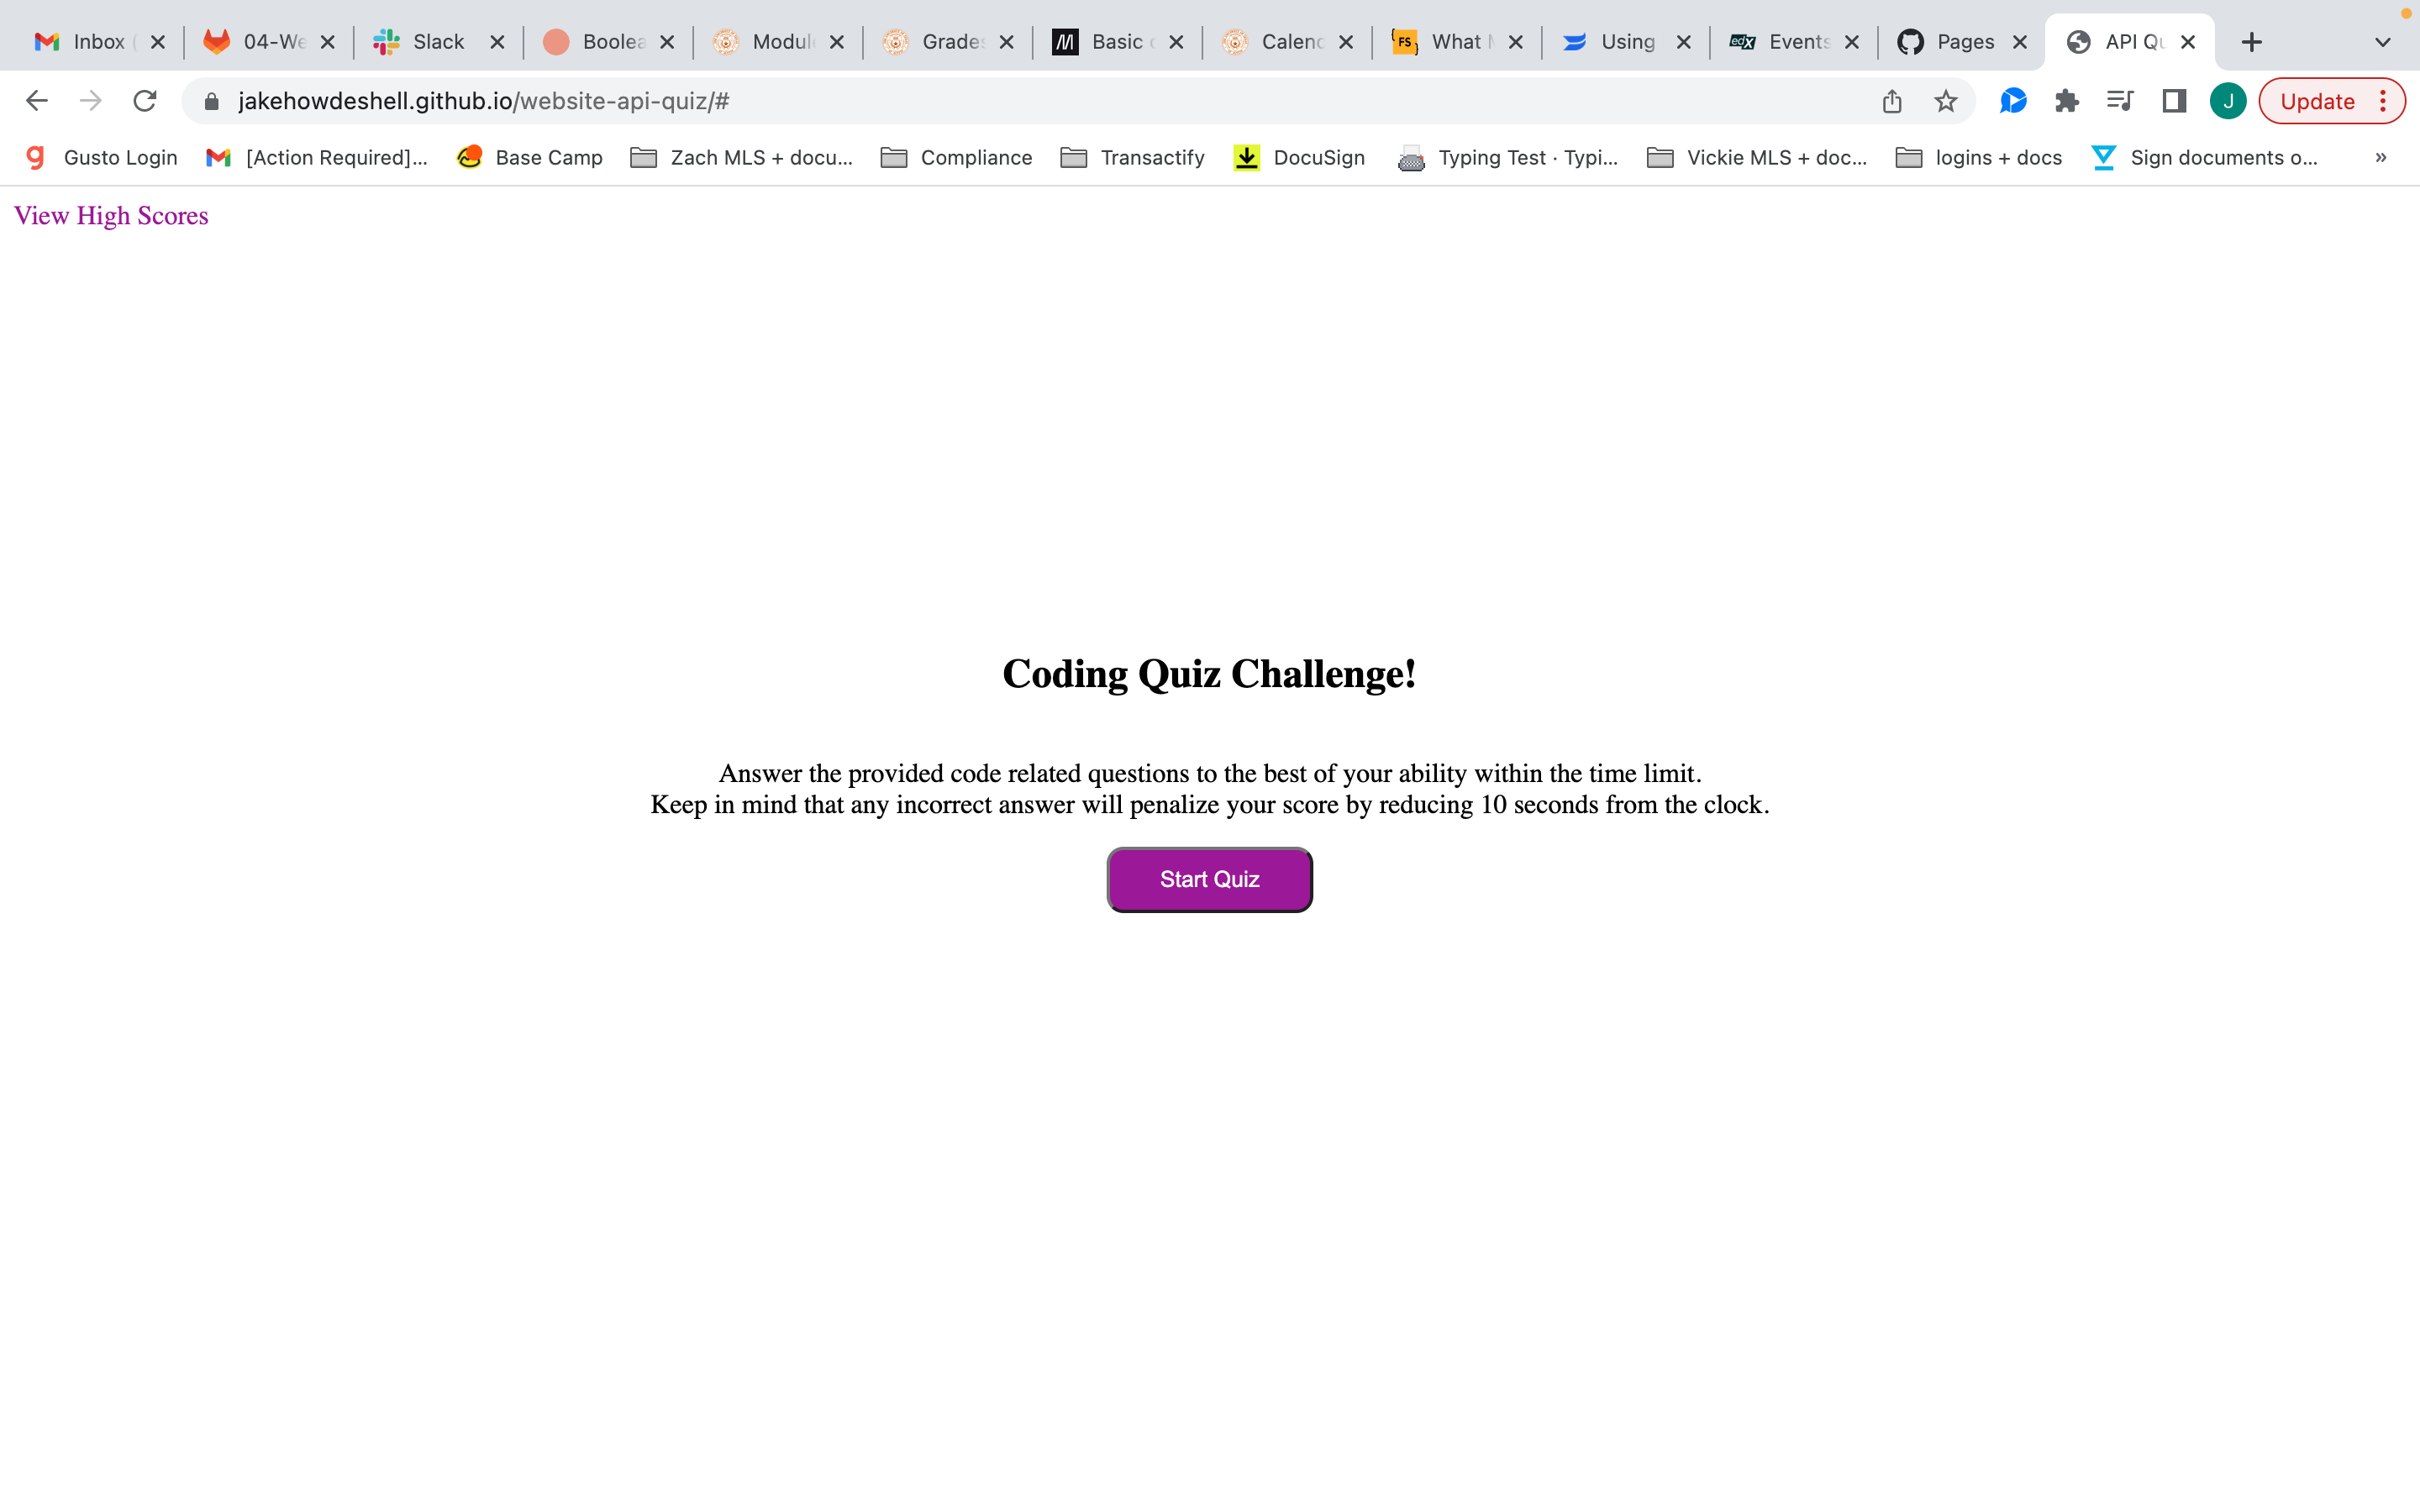 Inbox
04-We
Slack
Boolea
Modul
Grades
Basic
Calend
What
Using
Events
Pages
API Qu
jakehowdeshell.github.io/website-api-quiz/#
J
Update
Gusto Login
[Action Required]...
Base Camp
Zach MLS + docu...
Compliance
Transactify
DocuSign
Typing Test · Typi...
Vickie MLS + doc...
logins + docs
Sign documents o...
»
View High Scores
Coding Quiz Challenge!
Answer the provided code related questions to the best of your ability within the time limit.
Keep in mind that any incorrect answer will penalize your score by reducing 10 seconds from the clock.
Start Quiz